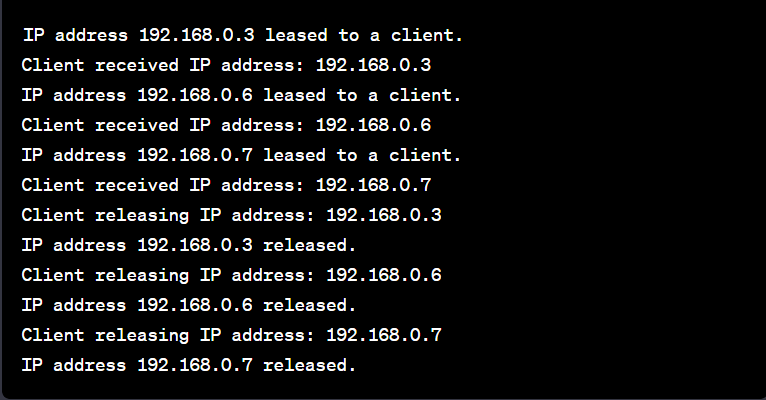 IP address 192.168.0.3 leased to a client.
Client received IP address: 192.168.0.3
IP address 192.168.0.6 leased to a client.
Client received IP address: 192.168.0.6
IP address 192.168.0.7 leased to a client.
Client received IP address: 192.168.0.7
Client releasing IP address: 192.168.0.3
IP address 192.168.0.3 released.
Client releasing IP address: 192.168.0.6
IP address 192.168.0.6 released.
Client releasing IP address: 192.168.0.7
IP address 192.168.0.7 released.